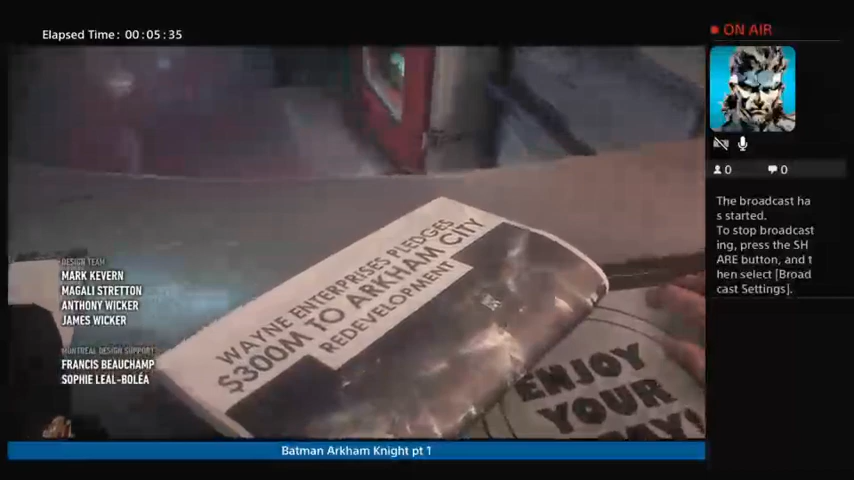 Elapsed Time: 00:05:35
ON AIR
0 0
The broadcast ha
s started.
To stop broadcast
ing, press the SH
ARE button, and t
hen select [Broad
cast Settings].
WAYNE ENTERPRISES PLEDGES
$300M TO ARKHAM CITY
REDEVELOPMENT
ENJOY
YOUR
DESIGN TEAM
MARK KEVERN
MAGALI STRETTON
ANTHONY WICKER
JAMES WICKER
MONTREAL DESIGN SUPPORT
FRANCIS BEAUCHAMP
SOPHIE LEAL-BOLÉA
Batman Arkham Knight pt 1